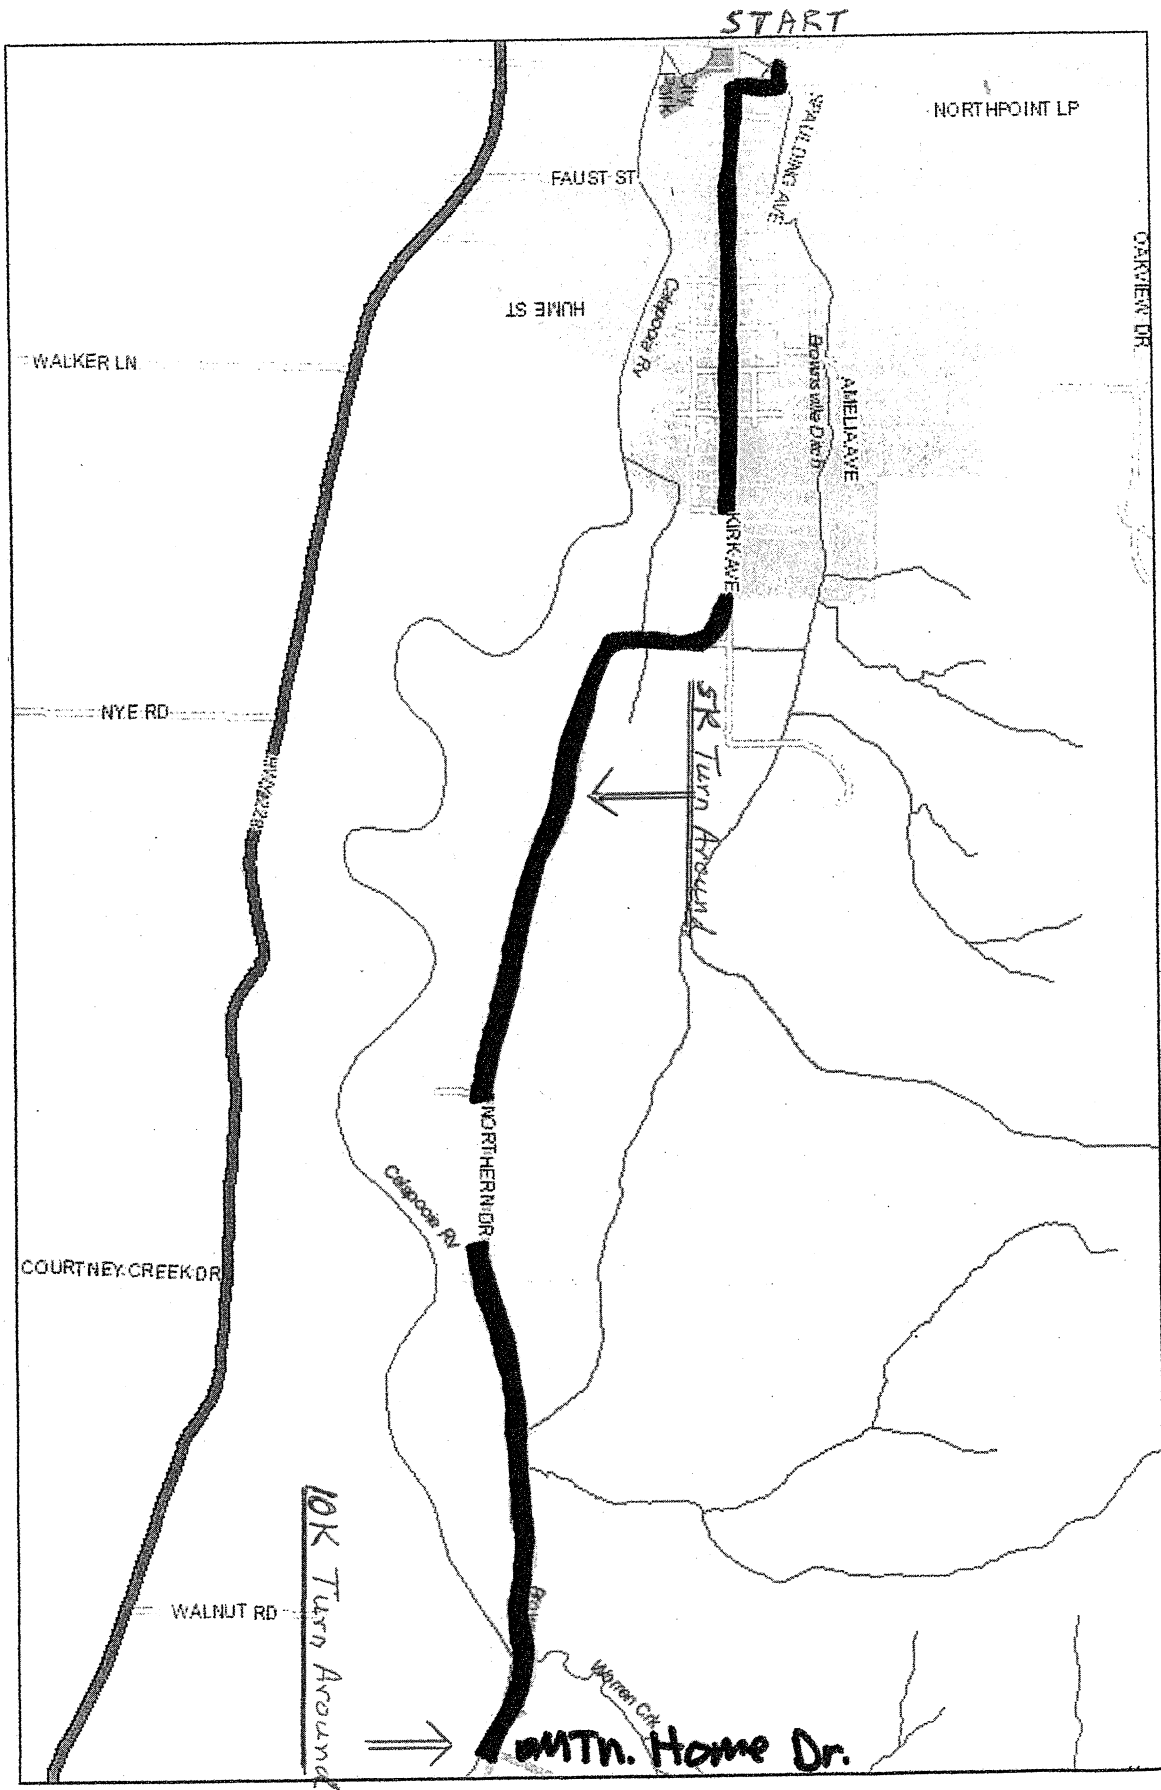 START
City
Park
NORTHPOINT LP
SPAULDING AVE
FAUST ST
OAKVIEW DR
HUME ST
Calapooia Rv
WALKER LN
Brownsville Ditch
AMELIA AVE
KIRK AVE
NYE RD
5K Turn Around
NORTHERN DR
Calapooia Rv
COURTNEY CREEK DR
10K Turn Around
WALNUT RD
Warren Crk
MTn. Home Dr.